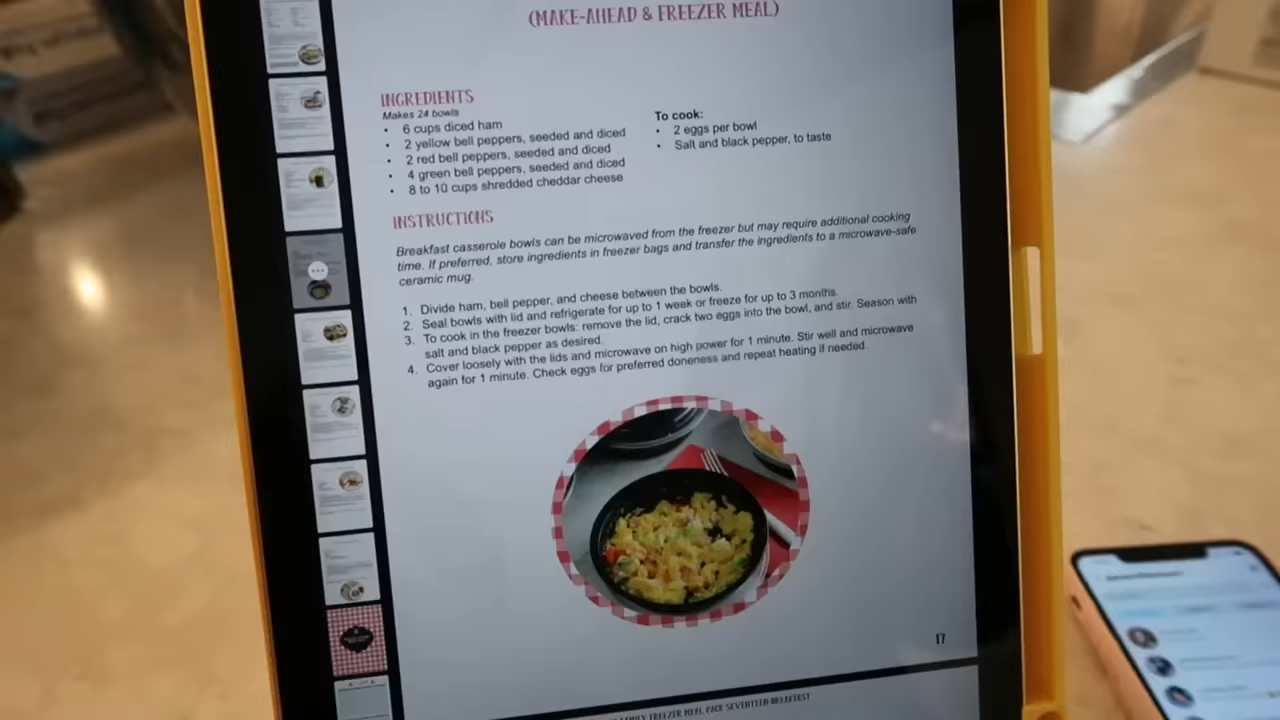 (MAKE-AHEAD & FREEZER MEAL)
INGREDIENTS
Makes 24 bowls
• 6 cups diced ham
• 2 yellow bell peppers, seeded and diced
• 2 red bell peppers, seeded and diced
• 4 green bell peppers, seeded and diced
• 8 to 10 cups shredded cheddar cheese
To cook:
• 2 eggs per bowl
• Salt and black pepper, to taste
INSTRUCTIONS
Breakfast casserole bowls can be microwaved from the freezer but may require additional cooking
time. If preferred, store ingredients in freezer bags and transfer the ingredients to a microwave-safe
ceramic mug.
1. Divide ham, bell pepper, and cheese between the bowls.
2. Seal bowls with lid and refrigerate for up to 1 week or freeze for up to 3 months.
3. To cook in the freezer bowls: remove the lid, crack two eggs into the bowl, and stir. Season with
salt and black pepper as desired.
4. Cover loosely with the lids and microwave on high power for 1 minute. Stir well and microwave
again for 1 minute. Check eggs for preferred doneness and repeat heating if needed.
17
FAMILY FREEZER MEAL PACK SEVENTEEN-BREAKFAST